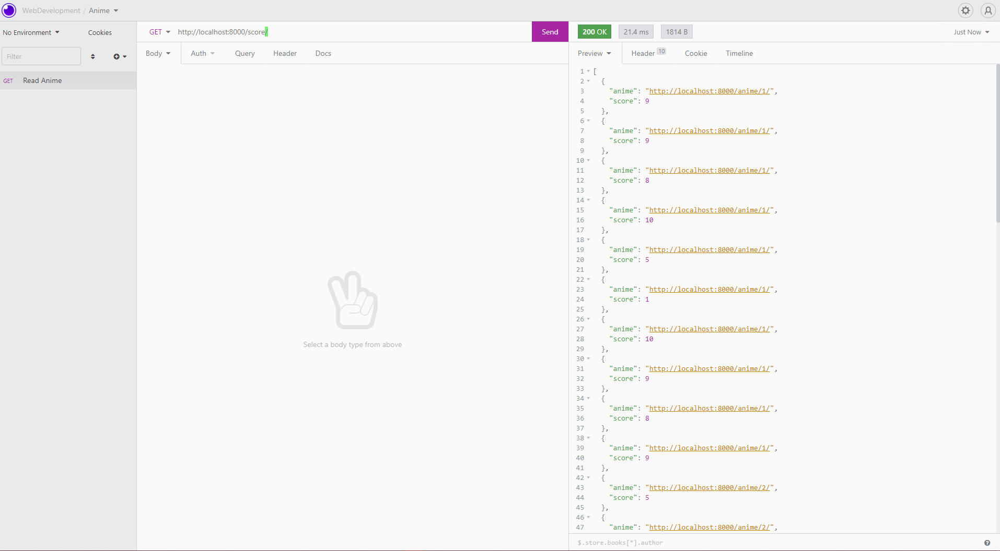 WebDevelopment / Anime
No Environment
Cookies
Filter
GET Read Anime
GET http://localhost:8000/score/
Send
Body
Auth
Query
Header
Docs
Select a body type from above
200 OK
21.4 ms
1814 B
Just Now
Preview
Header 10
Cookie
Timeline
1 [
2 {
3 "anime": "http://localhost:8000/anime/1/",
4 "score": 9
5 },
6 {
7 "anime": "http://localhost:8000/anime/1/",
8 "score": 9
9 },
10 {
11 "anime": "http://localhost:8000/anime/1/",
12 "score": 8
13 },
14 {
15 "anime": "http://localhost:8000/anime/1/",
16 "score": 10
17 },
18 {
19 "anime": "http://localhost:8000/anime/1/",
20 "score": 5
21 },
22 {
23 "anime": "http://localhost:8000/anime/1/",
24 "score": 1
25 },
26 {
27 "anime": "http://localhost:8000/anime/1/",
28 "score": 10
29 },
30 {
31 "anime": "http://localhost:8000/anime/1/",
32 "score": 9
33 },
34 {
35 "anime": "http://localhost:8000/anime/1/",
36 "score": 8
37 },
38 {
39 "anime": "http://localhost:8000/anime/1/",
40 "score": 9
41 },
42 {
43 "anime": "http://localhost:8000/anime/2/",
44 "score": 5
45 },
46 {
47 "anime": "http://localhost:8000/anime/2/",
$.store.books[*].author